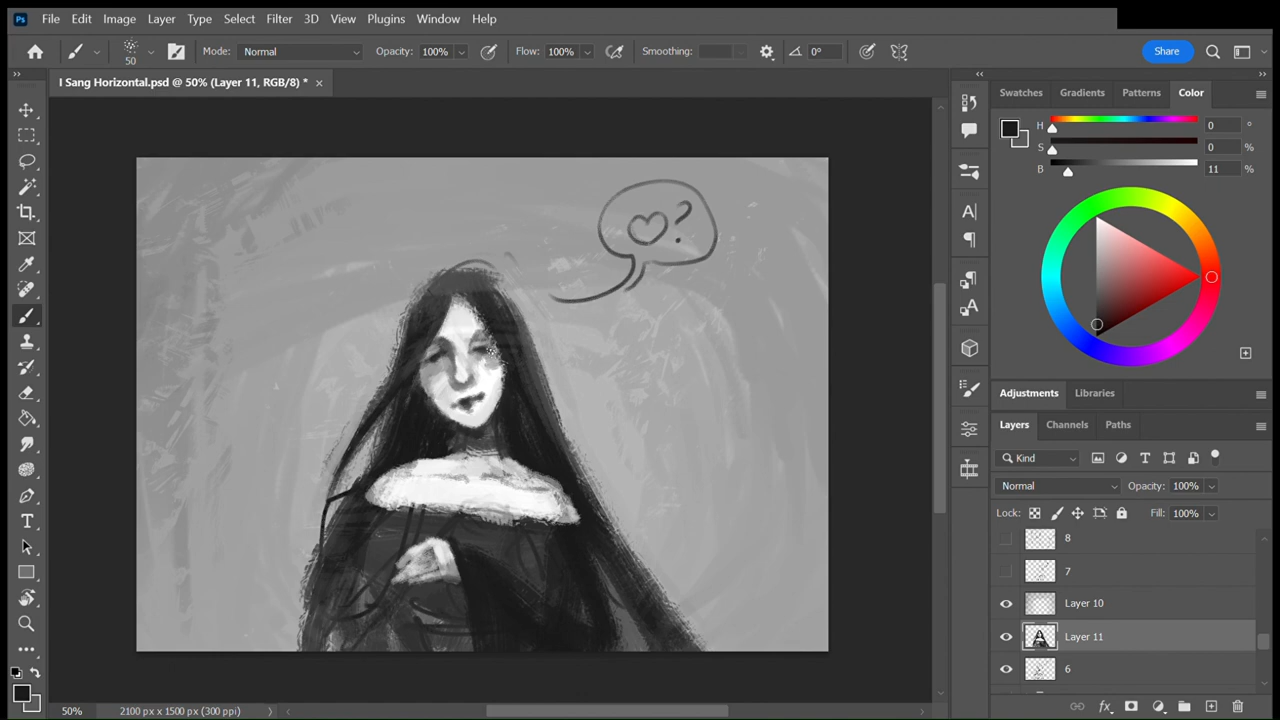 Ps File Edit Image Layer Type Select Filter 3D View Plugins Window Help
50 Mode: Normal Opacity: 100% Flow: 100% Smoothing: 0° Share
I Sang Horizontal.psd @ 50% (Layer 11, RGB/8) * ×
Swatches Gradients Patterns Color
H 0 °
S 0 %
B 11 %
?
Adjustments Libraries
Layers Channels Paths
Kind
Normal Opacity: 100%
Lock: Fill: 100%
8
7
Layer 10
Layer 11
6
fx
50% 2100 px x 1500 px (300 ppi)